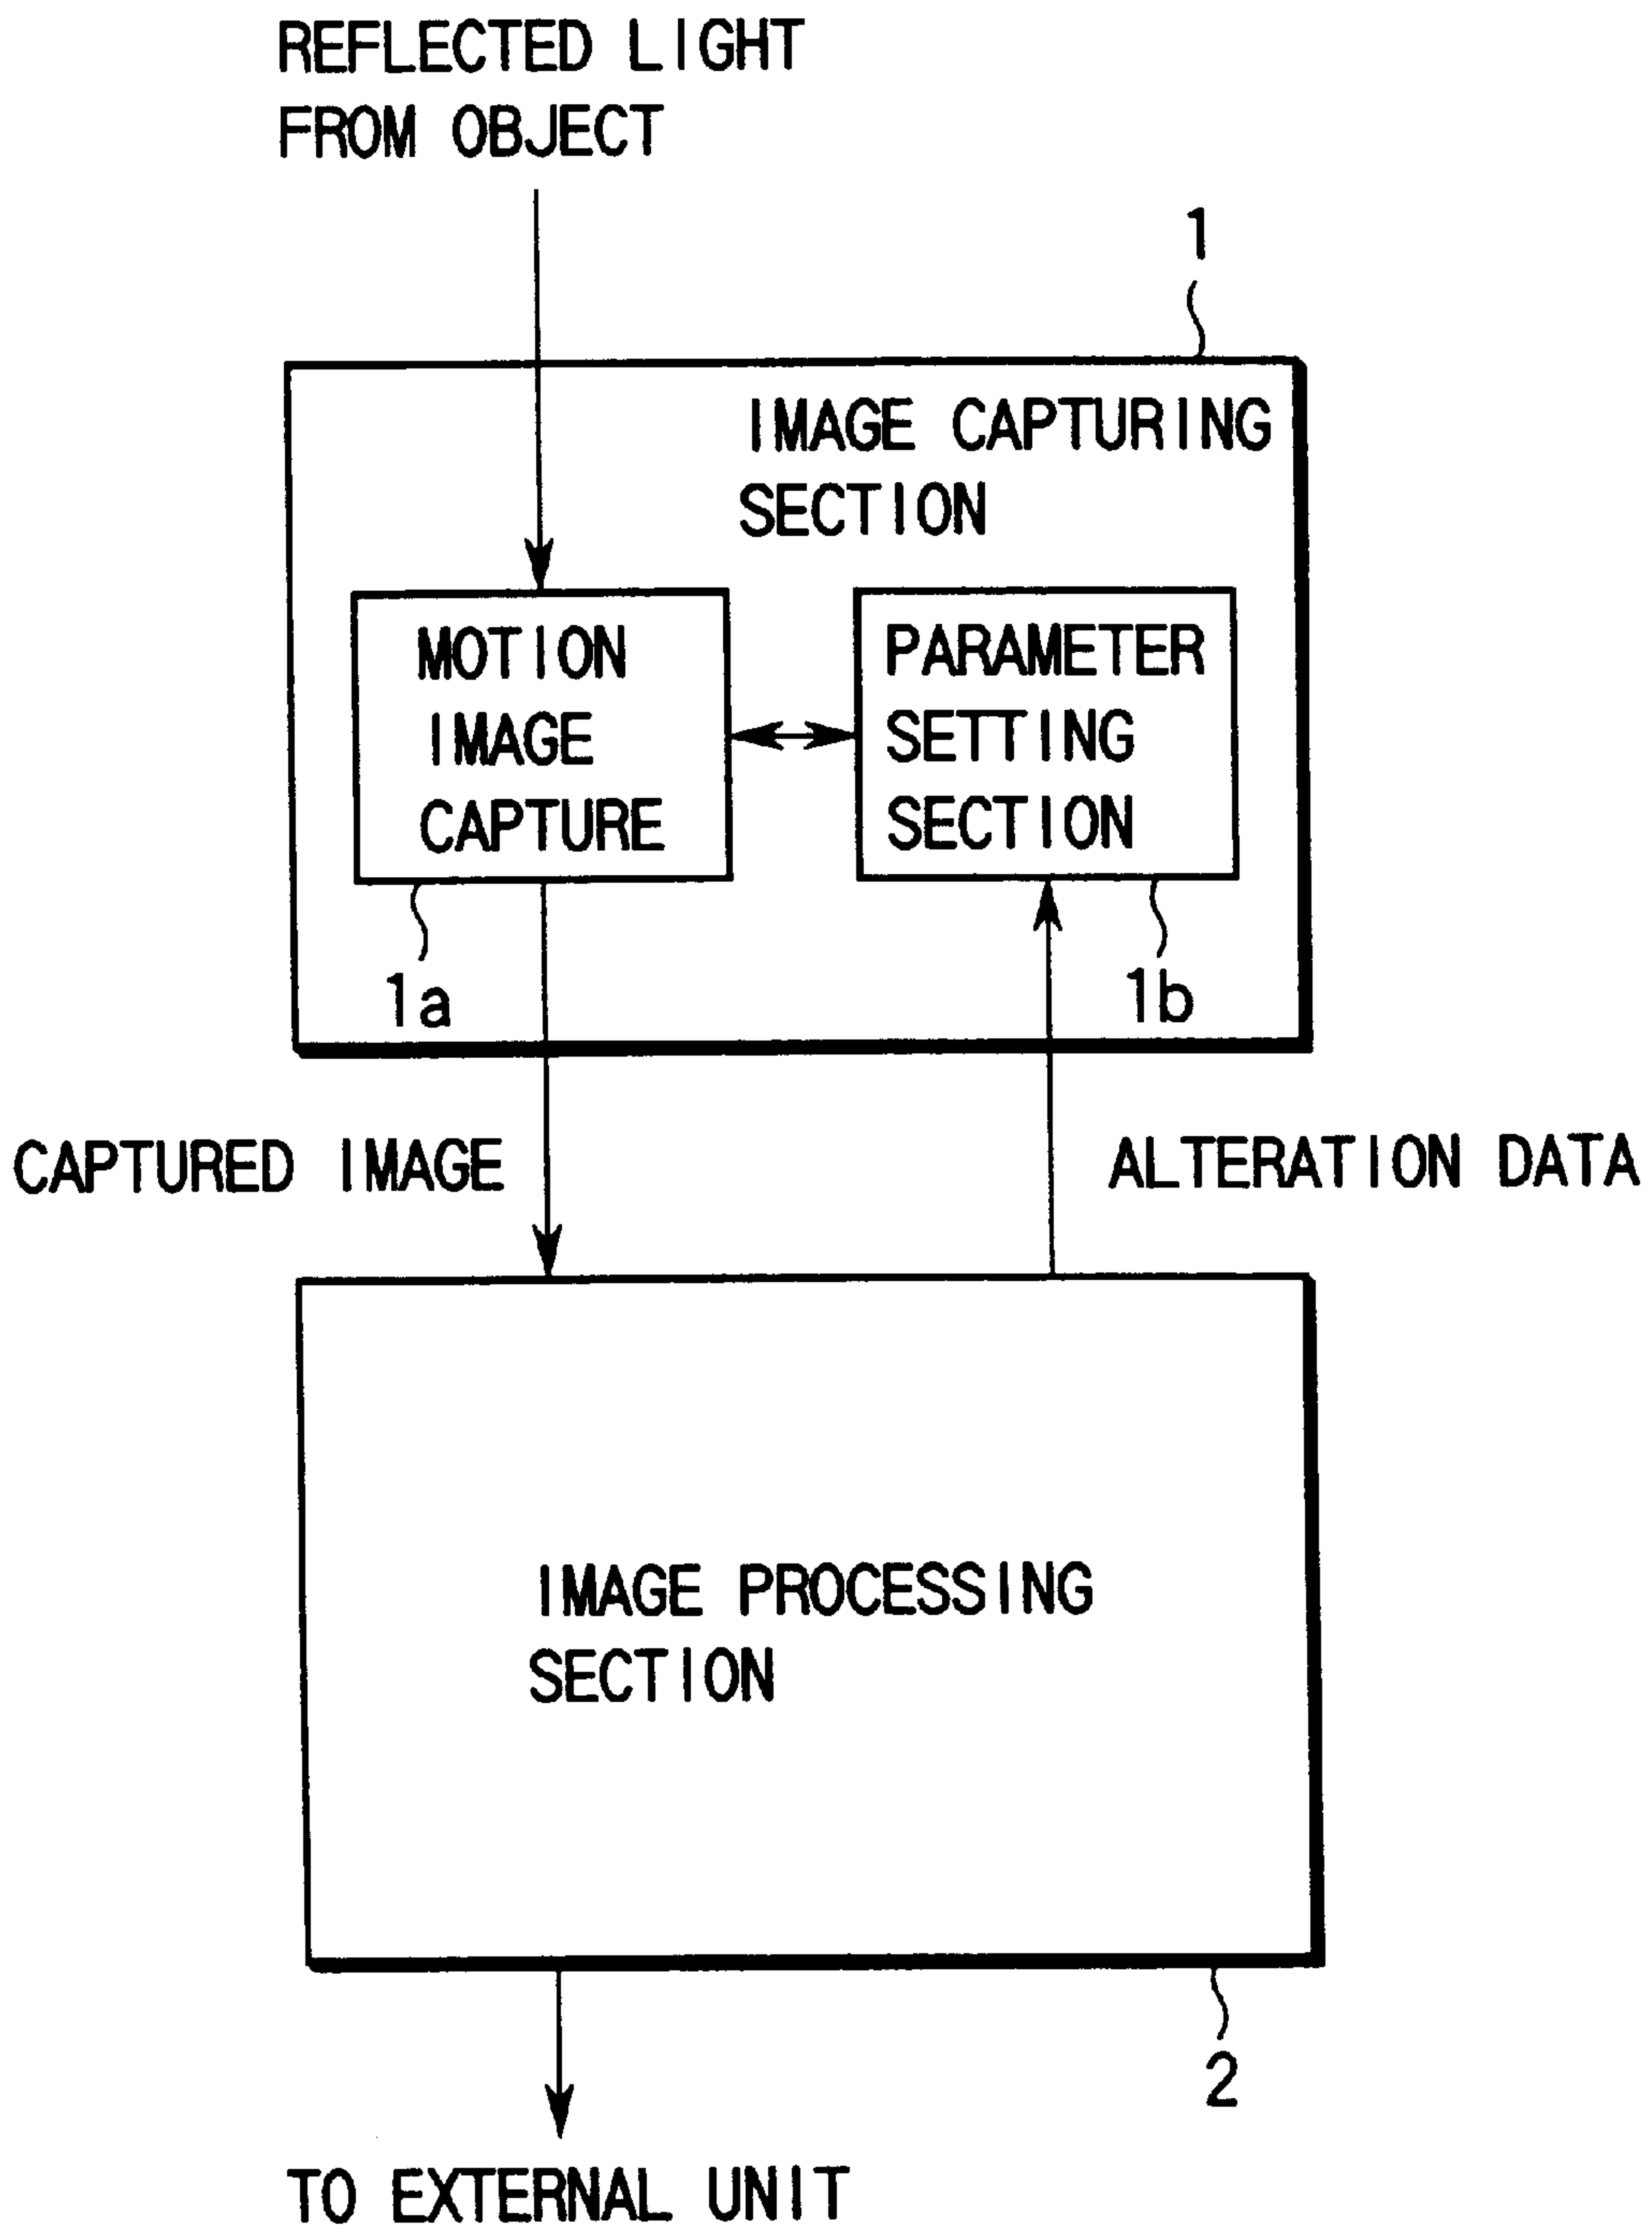 REFLECTED LIGHT
FROM OBJECT
1
IMAGE CAPTURING
SECTION
MOTION
IMAGE
CAPTURE
PARAMETER
SETTING
SECTION
1a
1b
CAPTURED IMAGE
ALTERATION DATA
IMAGE PROCESSING
SECTION
2
TO EXTERNAL UNIT